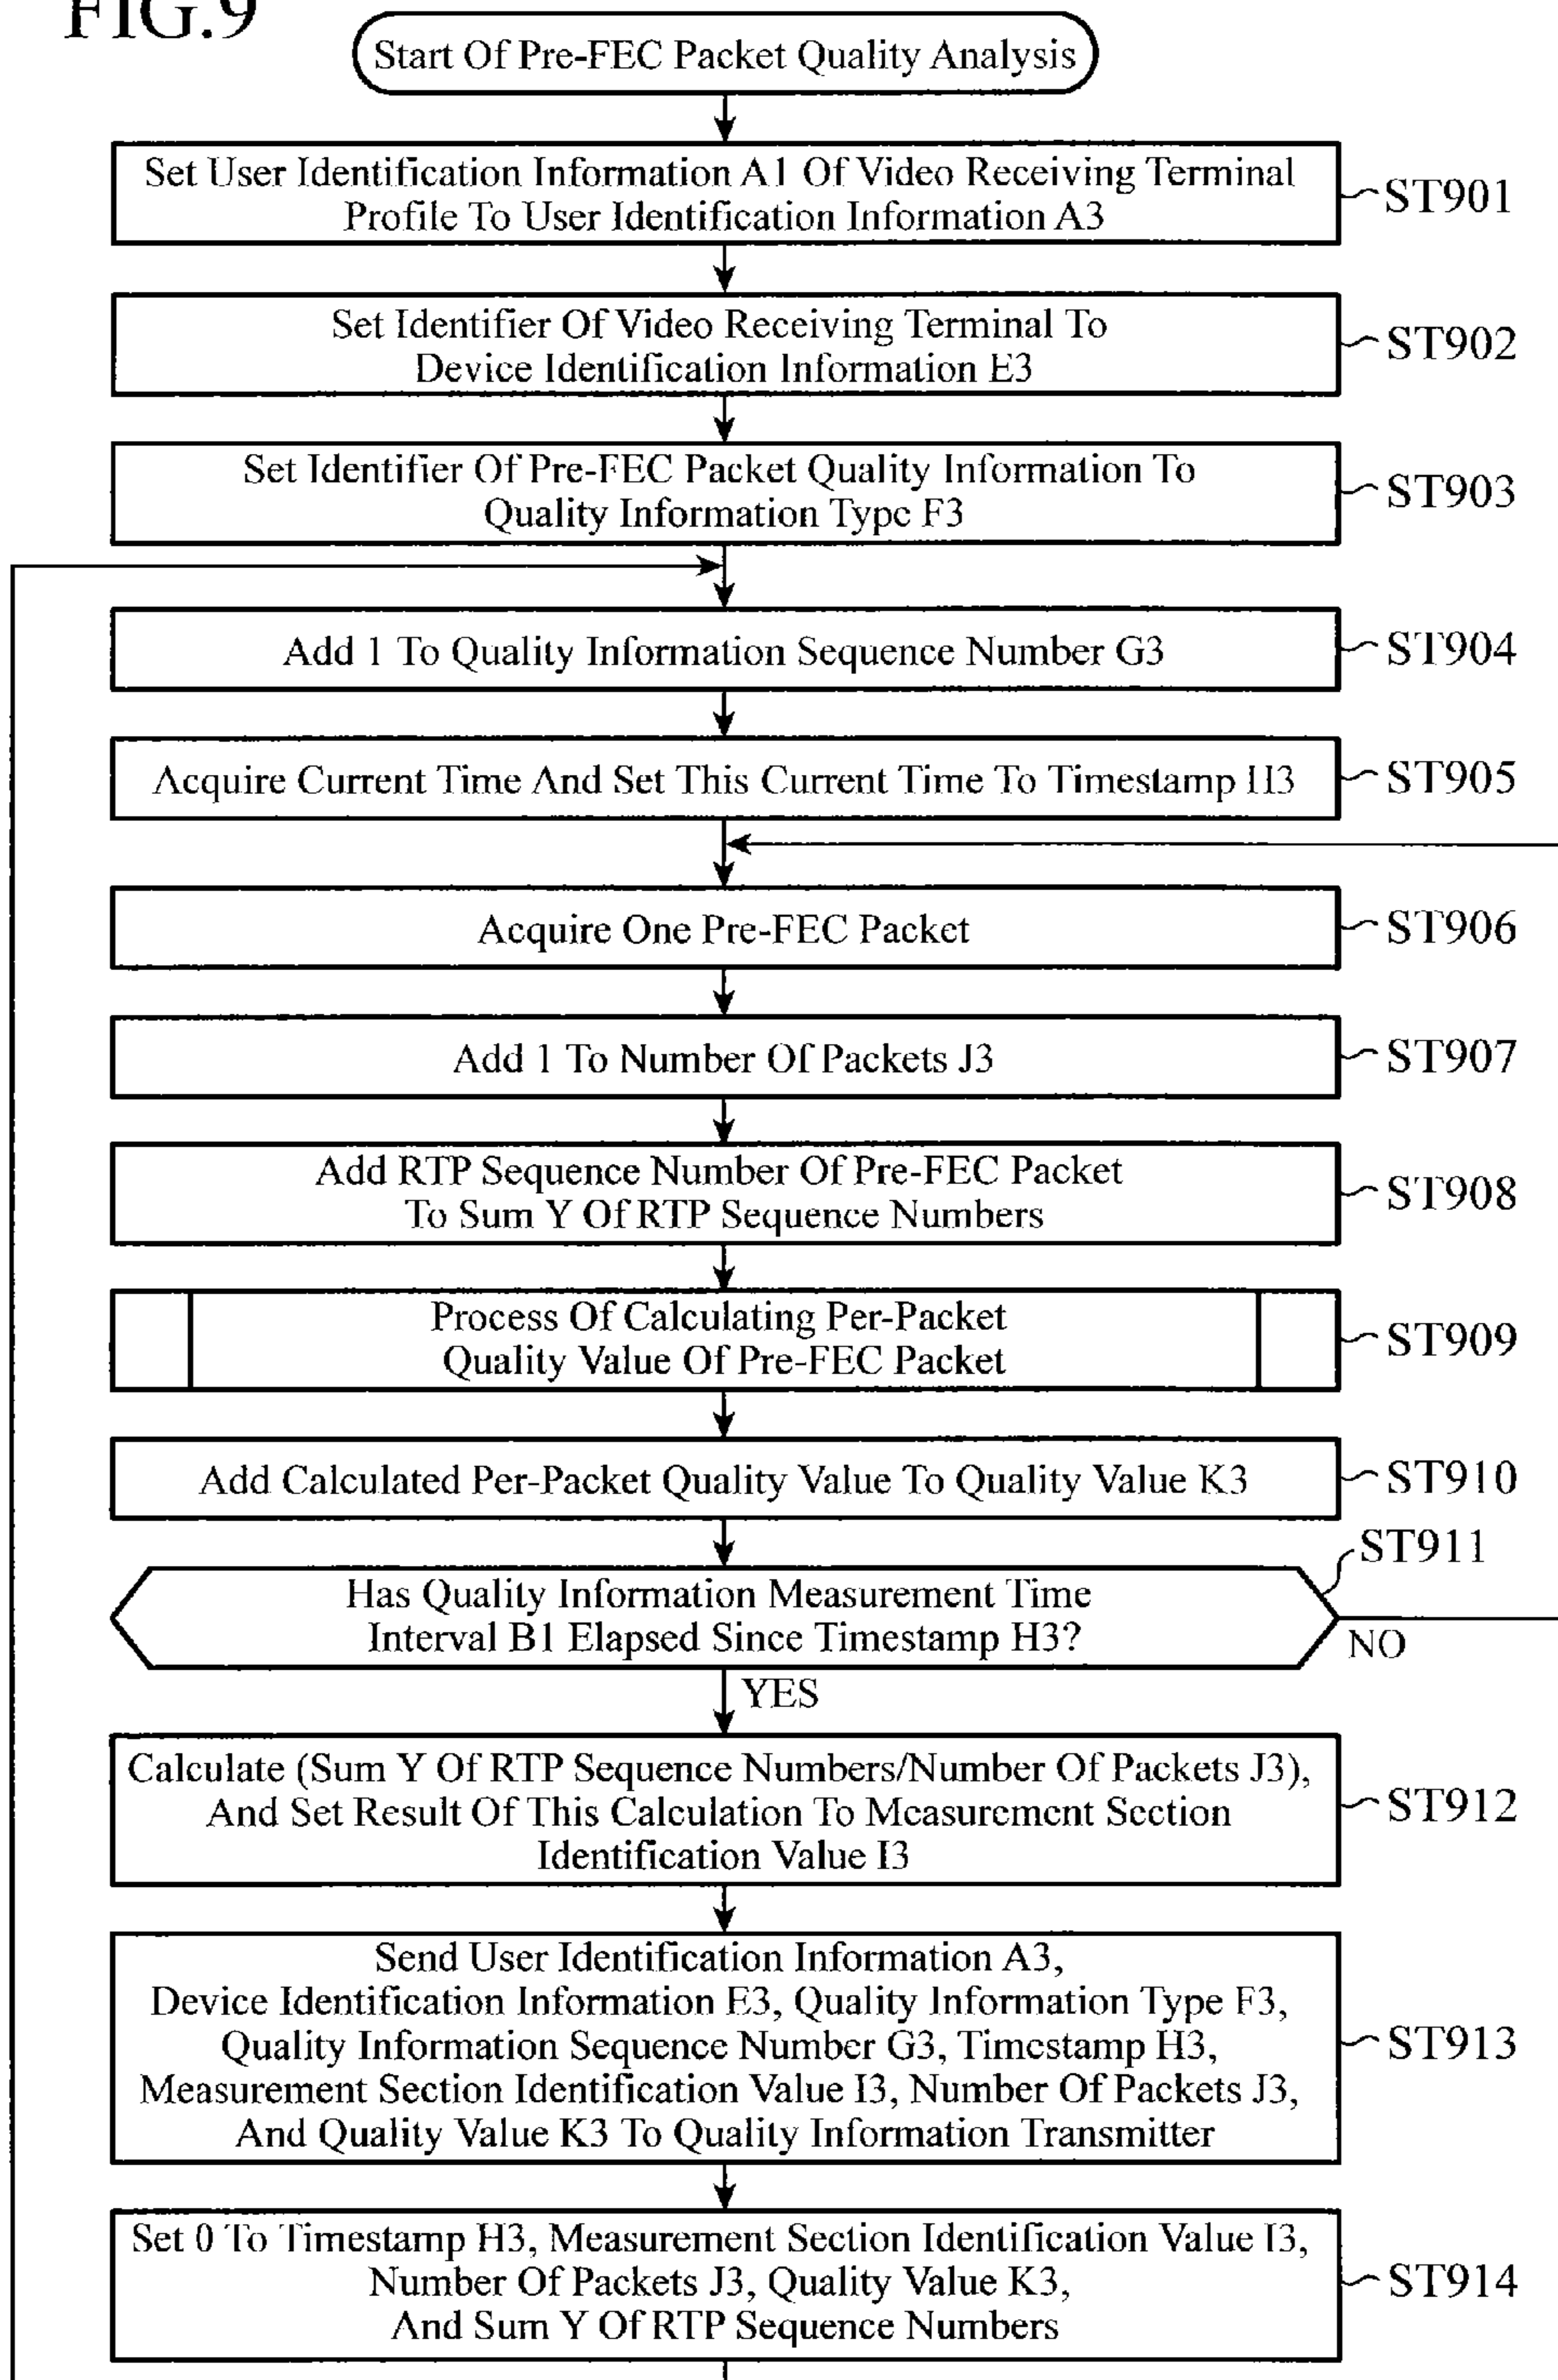 FIG.9
Start Of Pre-FEC Packet Quality Analysis
Set User Identification Information A1 Of Video Receiving Terminal
Profile To User Identification Information A3
ST901
Set Identifier Of Video Receiving Terminal To
Device Identification Information E3
ST902
Set Identifier Of Pre-FEC Packet Quality Information To
Quality Information Type F3
ST903
Add 1 To Quality Information Sequence Number G3
ST904
Acquire Current Time And Set This Current Time To Timestamp H3
ST905
Acquire One Pre-FEC Packet
ST906
Add 1 To Number Of Packets J3
ST907
Add RTP Sequence Number Of Pre-FEC Packet
To Sum Y Of RTP Sequence Numbers
ST908
Process Of Calculating Per-Packet
Quality Value Of Pre-FEC Packet
ST909
Add Calculated Per-Packet Quality Value To Quality Value K3
ST910
ST911
Has Quality Information Measurement Time
Interval B1 Elapsed Since Timestamp H3?
NO
YES
Calculate (Sum Y Of RTP Sequence Numbers/Number Of Packets J3),
And Set Result Of This Calculation To Measurement Section
Identification Value I3
ST912
Send User Identification Information A3,
Device Identification Information E3, Quality Information Type F3,
Quality Information Sequence Number G3, Timestamp H3,
Measurement Section Identification Value I3, Number Of Packets J3,
And Quality Value K3 To Quality Information Transmitter
ST913
Set 0 To Timestamp H3, Measurement Section Identification Value I3,
Number Of Packets J3, Quality Value K3,
And Sum Y Of RTP Sequence Numbers
ST914